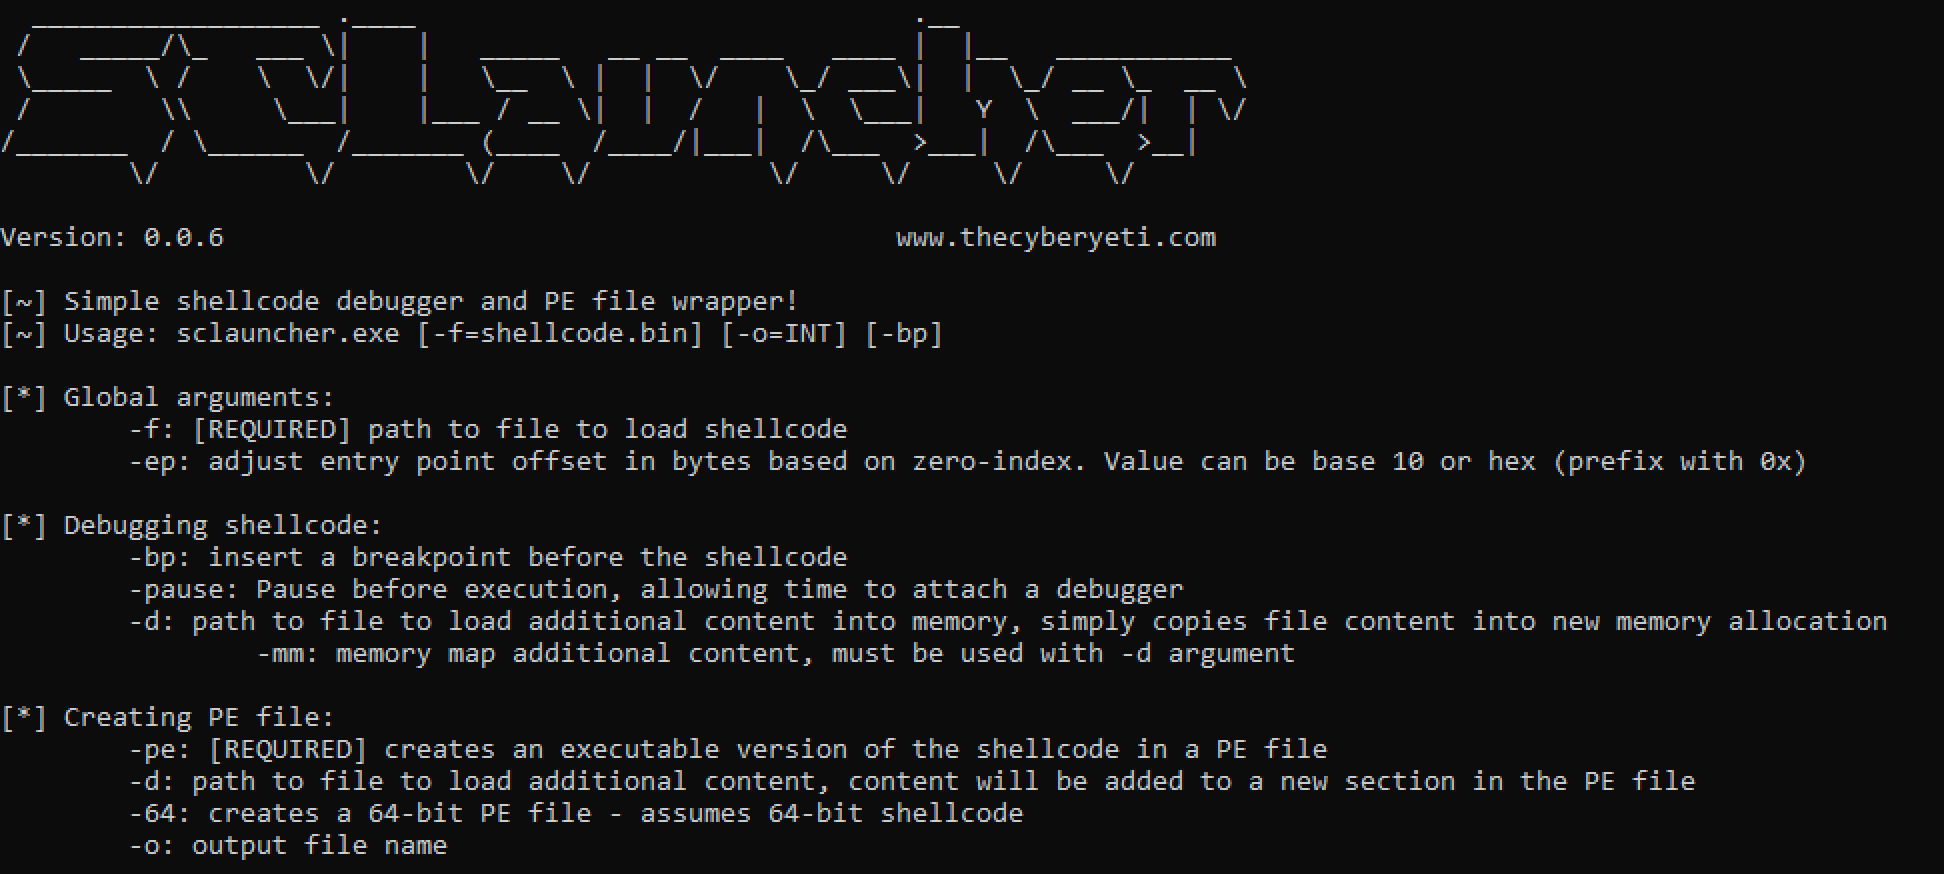 SCLauncher
Version: 0.0.6 www.thecyberyeti.com
[~] Simple shellcode debugger and PE file wrapper!
[~] Usage: sclauncher.exe [-f=shellcode.bin] [-o=INT] [-bp]
[*] Global arguments:
-f: [REQUIRED] path to file to load shellcode
-ep: adjust entry point offset in bytes based on zero-index. Value can be base 10 or hex (prefix with 0x)
[*] Debugging shellcode:
-bp: insert a breakpoint before the shellcode
-pause: Pause before execution, allowing time to attach a debugger
-d: path to file to load additional content into memory, simply copies file content into new memory allocation
-mm: memory map additional content, must be used with -d argument
[*] Creating PE file:
-pe: [REQUIRED] creates an executable version of the shellcode in a PE file
-d: path to file to load additional content, content will be added to a new section in the PE file
-64: creates a 64-bit PE file - assumes 64-bit shellcode
-o: output file name